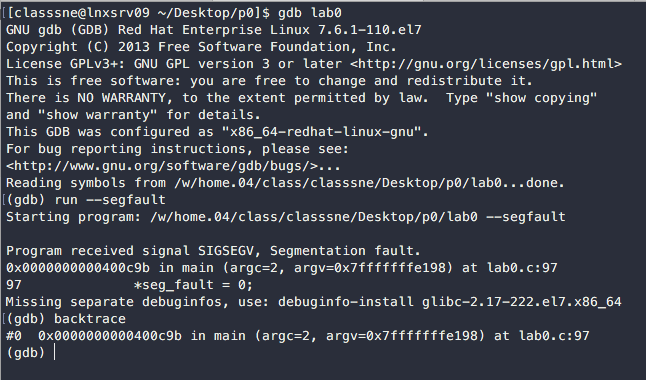 [[classsne@lnxsrv09 ~/Desktop/p0]$ gdb lab0
GNU gdb (GDB) Red Hat Enterprise Linux 7.6.1-110.el7
Copyright (C) 2013 Free Software Foundation, Inc.
License GPLv3+: GNU GPL version 3 or later <http://gnu.org/licenses/gpl.html>
This is free software: you are free to change and redistribute it.
There is NO WARRANTY, to the extent permitted by law.  Type "show copying"
and "show warranty" for details.
This GDB was configured as "x86_64-redhat-linux-gnu".
For bug reporting instructions, please see:
<http://www.gnu.org/software/gdb/bugs/>...
Reading symbols from /w/home.04/class/classsne/Desktop/p0/lab0...done.
[(gdb) run --segfault
Starting program: /w/home.04/class/classsne/Desktop/p0/lab0 --segfault
Program received signal SIGSEGV, Segmentation fault.
0x0000000000400c9b in main (argc=2, argv=0x7fffffffe198) at lab0.c:97
97              *seg_fault = 0;
Missing separate debuginfos, use: debuginfo-install glibc-2.17-222.el7.x86_64
[(gdb) backtrace
#0  0x0000000000400c9b in main (argc=2, argv=0x7fffffffe198) at lab0.c:97
(gdb)